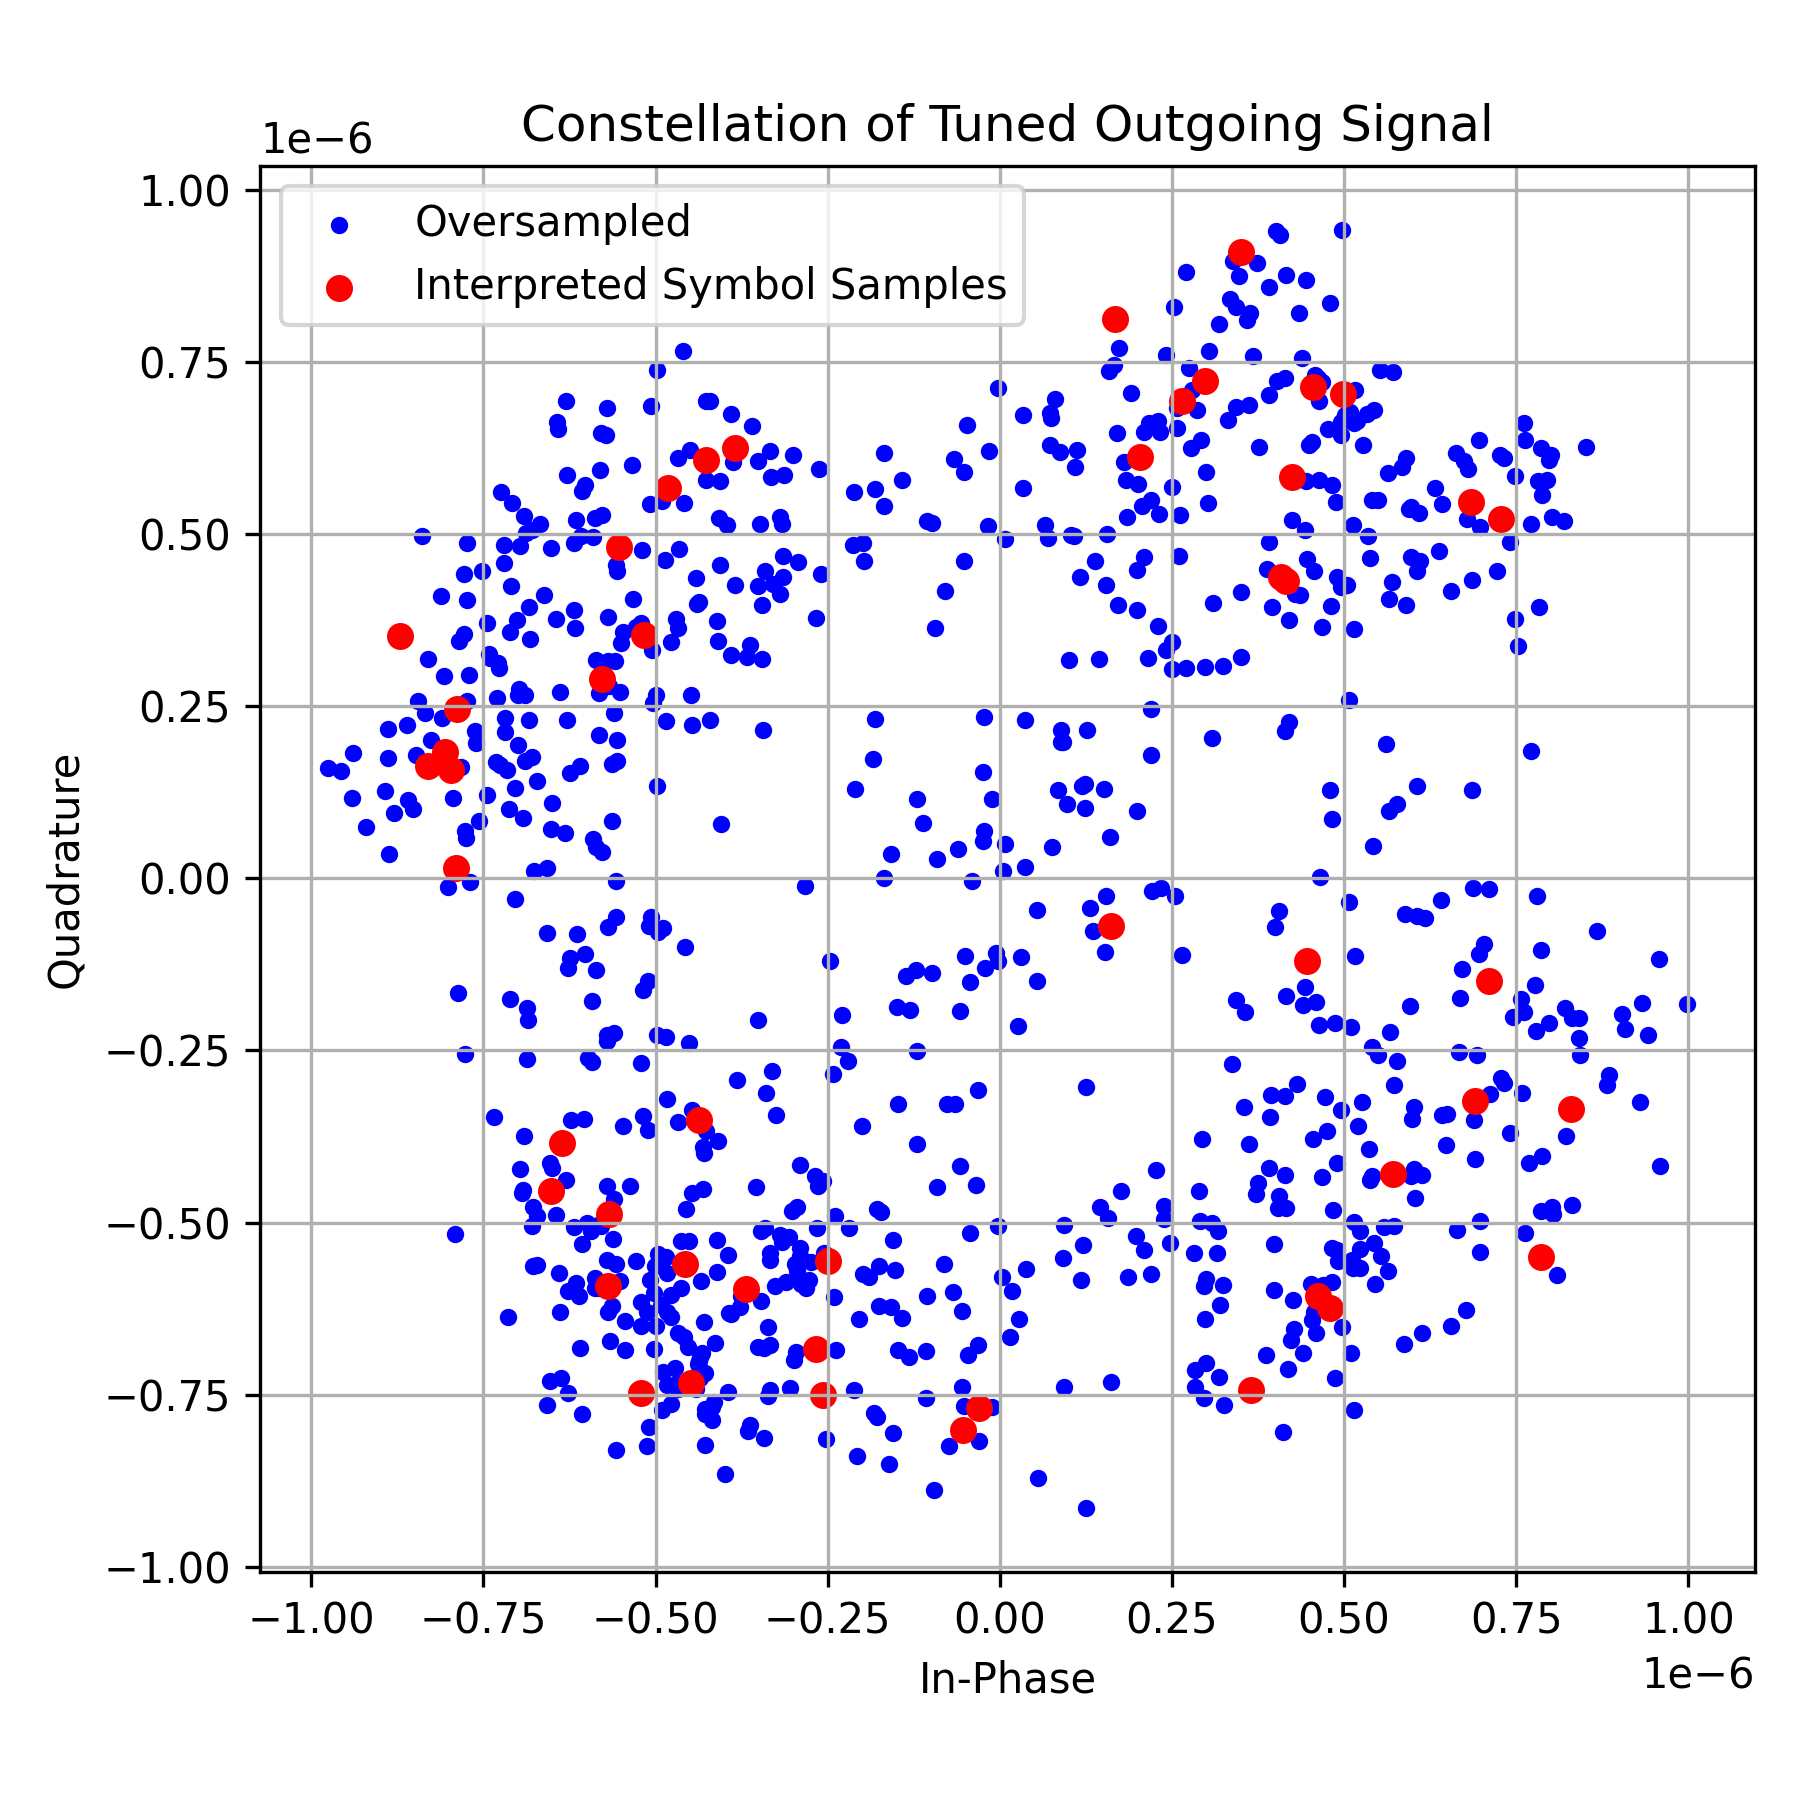 Constellation of Tuned Outgoing Signal
1e−6
Oversampled
Interpreted Symbol Samples
1.00
0.75
0.50
0.25
0.00
−0.25
−0.50
−0.75
−1.00
Quadrature
−1.00 −0.75 −0.50 −0.25 0.00 0.25 0.50 0.75 1.00
In-Phase
1e−6